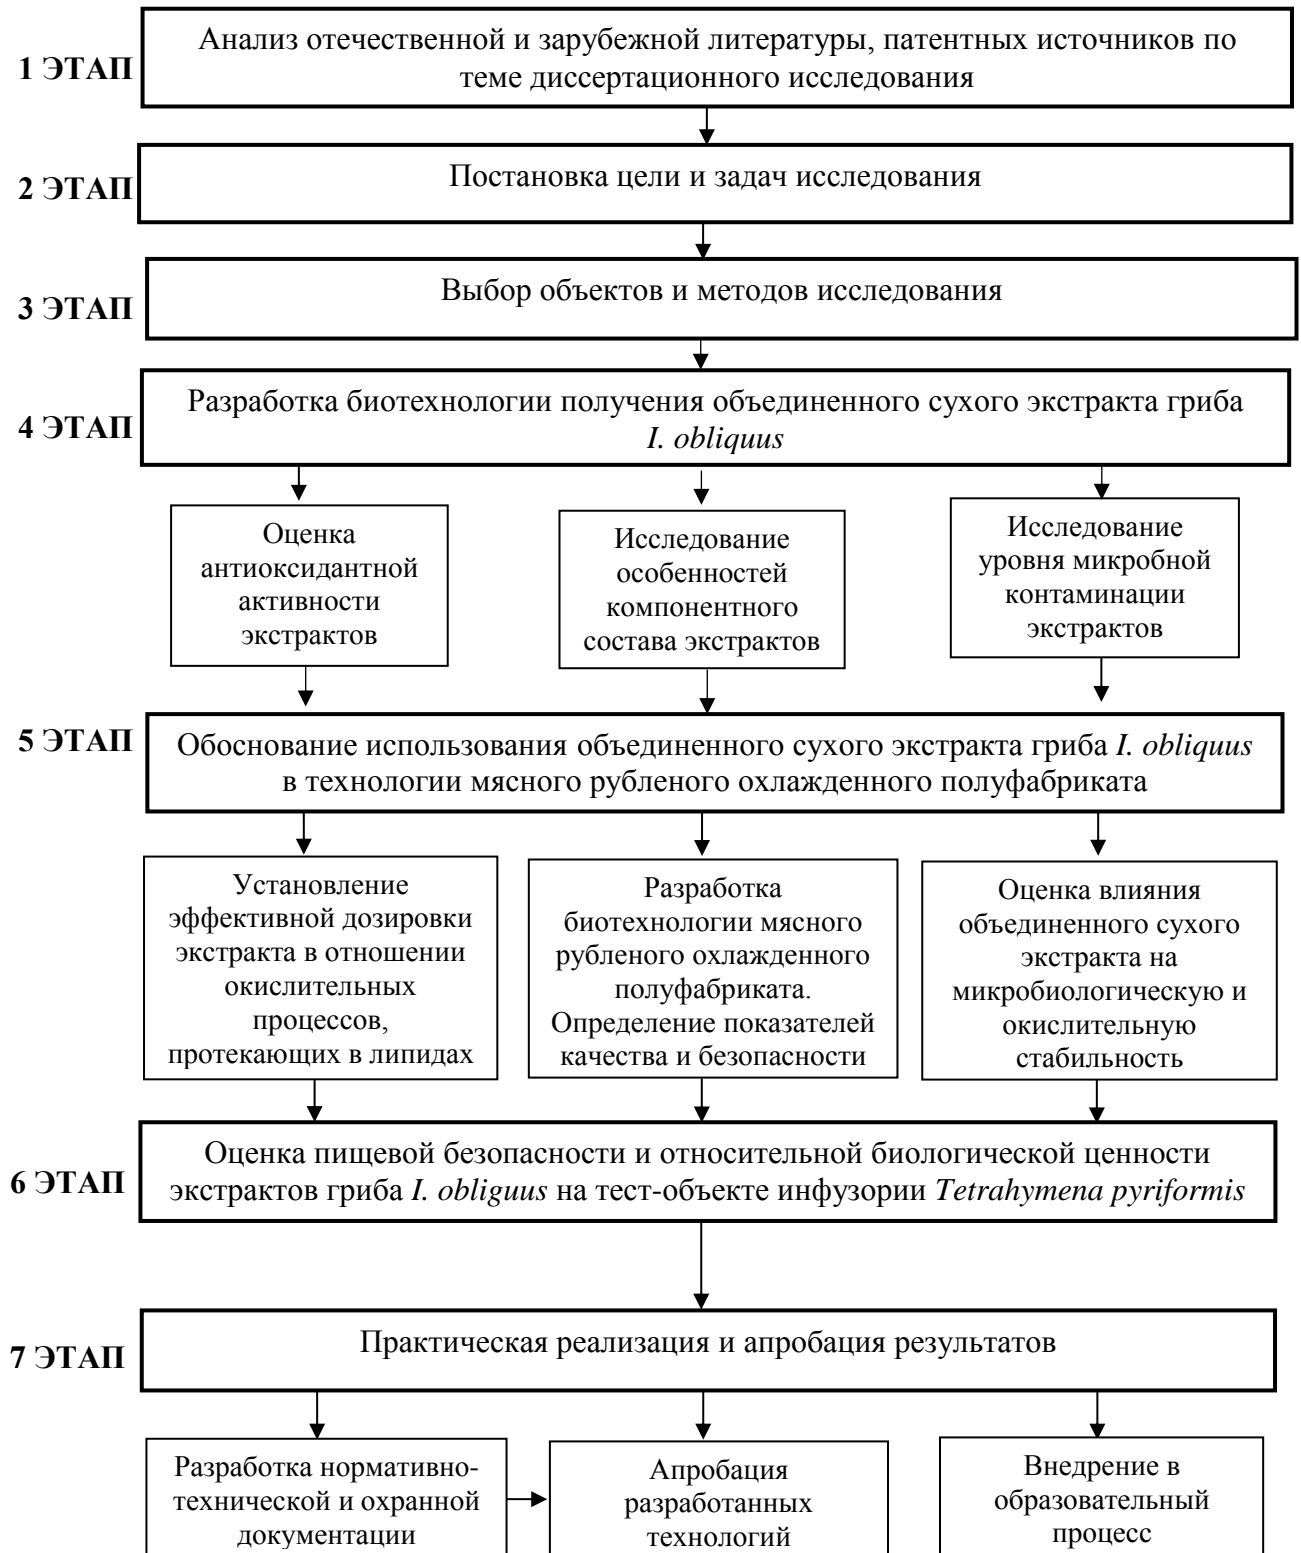 1 ЭТАП
Анализ отечественной и зарубежной литературы, патентных источников по
теме диссертационного исследования
2 ЭТАП
Постановка цели и задач исследования
3 ЭТАП
Выбор объектов и методов исследования
4 ЭТАП
Разработка биотехнологии получения объединенного сухого экстракта гриба
I. obliquus
Оценка
антиоксидантной
активности
экстрактов
Исследование
особенностей
компонентного
состава экстрактов
Исследование
уровня микробной
контаминации
экстрактов
5 ЭТАП
Обоснование использования объединенного сухого экстракта гриба I. obliquus
в технологии мясного рубленого охлажденного полуфабриката
Установление
эффективной дозировки
экстракта в отношении
окислительных
процессов,
протекающих в липидах
Разработка
биотехнологии мясного
рубленого охлажденного
полуфабриката.
Определение показателей
качества и безопасности
Оценка влияния
объединенного сухого
экстракта на
микробиологическую и
окислительную
стабильность
6 ЭТАП
Оценка пищевой безопасности и относительной биологической ценности
экстрактов гриба I. obliguus на тест-объекте инфузории Tetrahymena pyriformis
7 ЭТАП
Практическая реализация и апробация результатов
Разработка нормативно-
технической и охранной
документации
Апробация
разработанных
технологий
Внедрение в
образовательный
процесс